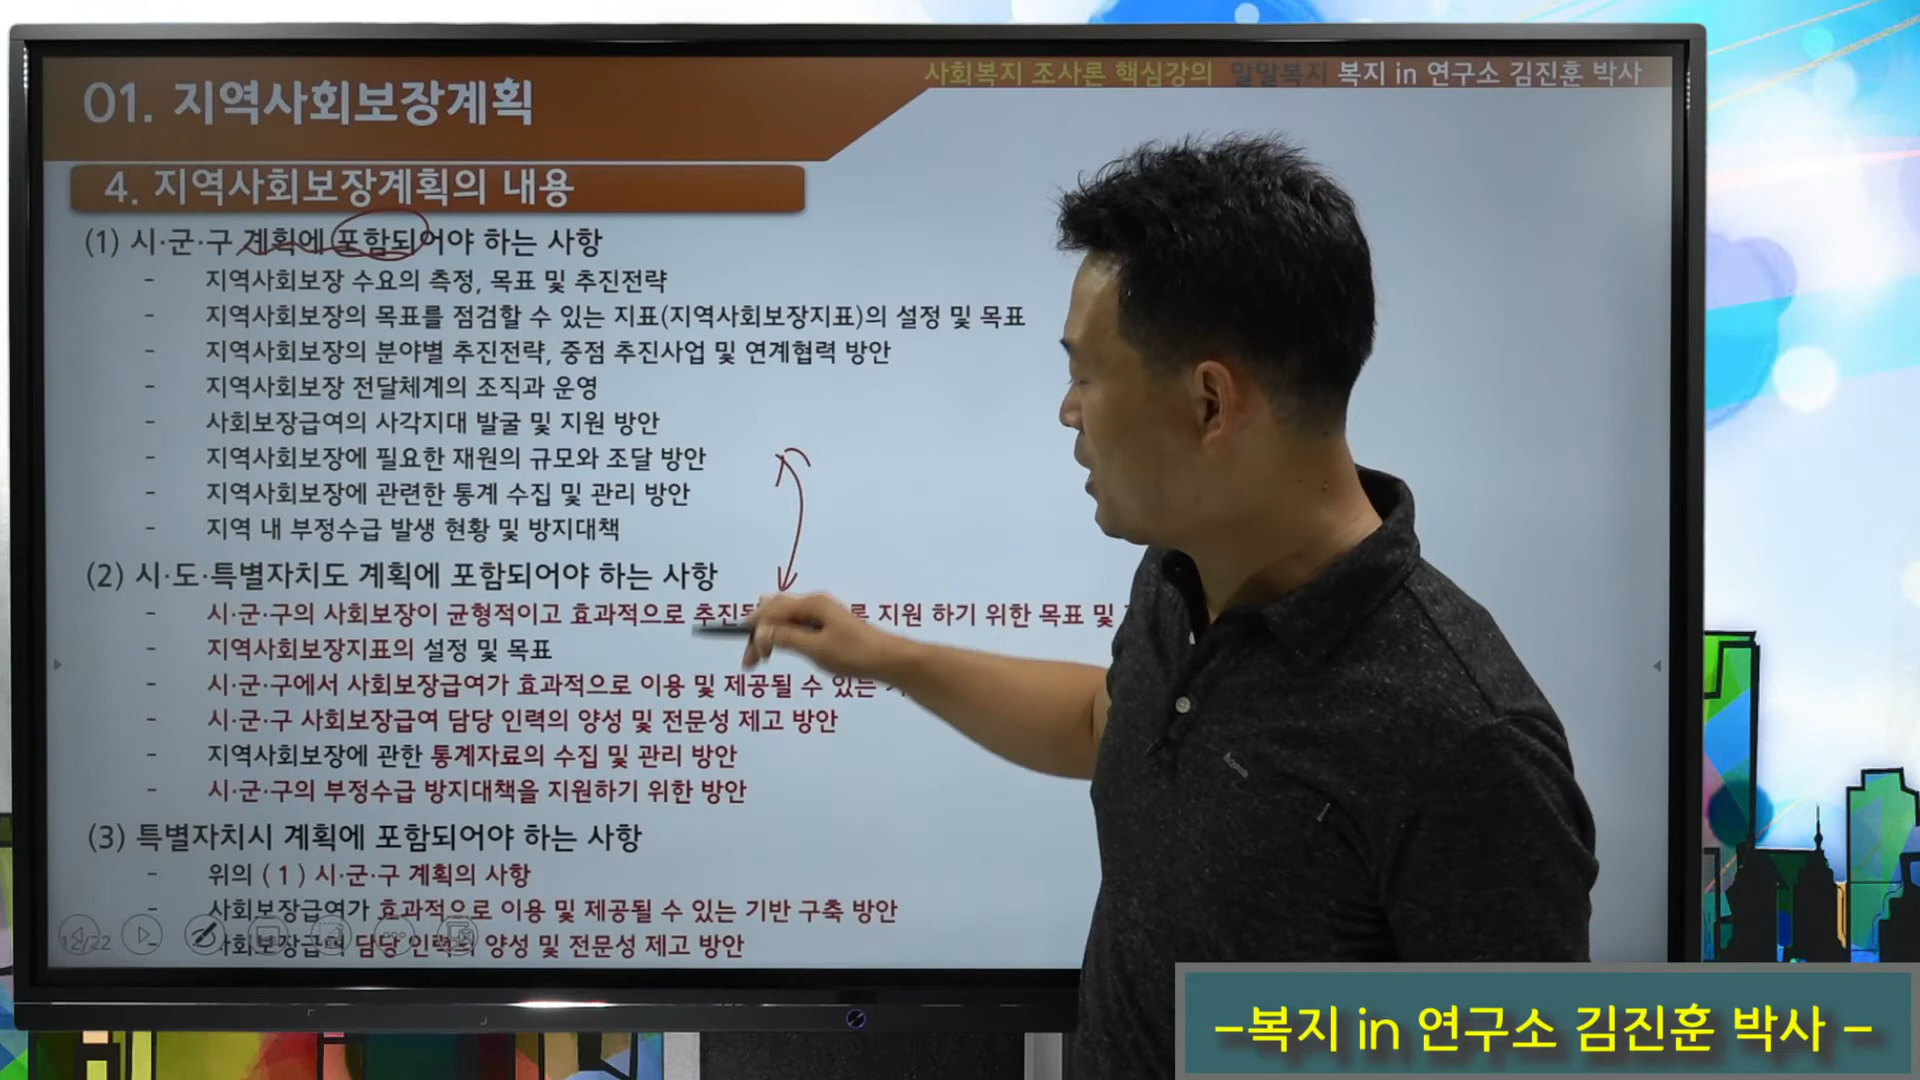 사회복지 조사론 핵심강의 말말복지 복지 in 연구소 김진훈 박사
01. 지역사회보장계획
4. 지역사회보장계획의 내용
(1) 시·군·구 계획에 포함되어야 하는 사항
- 지역사회보장 수요의 측정, 목표 및 추진전략
- 지역사회보장의 목표를 점검할 수 있는 지표(지역사회보장지표)의 설정 및 목표
- 지역사회보장의 분야별 추진전략, 중점 추진사업 및 연계협력 방안
- 지역사회보장 전달체계의 조직과 운영
- 사회보장급여의 사각지대 발굴 및 지원 방안
- 지역사회보장에 필요한 재원의 규모와 조달 방안
- 지역사회보장에 관련한 통계 수집 및 관리 방안
- 지역 내 부정수급 발생 현황 및 방지대책
(2) 시·도·특별자치도 계획에 포함되어야 하는 사항
- 시·군·구의 사회보장이 균형적이고 효과적으로 지원 하기 위한 목표 및
- 지역사회보장지표의 설정 및 목표
- 시·군·구에서 사회보장급여가 효과적으로 이용 및 제공될 수 있는
- 시·군·구 사회보장급여 담당 인력의 양성 및 전문성 제고 방안
- 지역사회보장에 관한 통계자료의 수집 및 관리 방안
- 시·군·구의 부정수급 방지대책을 지원하기 위한 방안
(3) 특별자치시 계획에 포함되어야 하는 사항
- 위의 ( 1 ) 시·군·구 계획의 사항
- 사회보장급여가 효과적으로 이용 및 제공될 수 있는 기반 구축 방안
- 사회보장급여 담당 인력의 양성 및 전문성 제고 방안
12/22
-복지 in 연구소 김진훈 박사 -